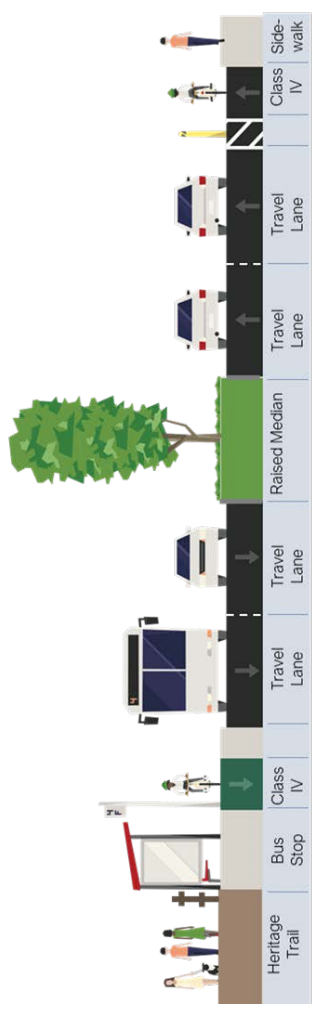 4
Heritage
Trail
Bus
Stop
Class
IV
Travel
Lane
Travel
Lane
Raised Median
Travel
Lane
Travel
Lane
Class
IV
Side-
walk